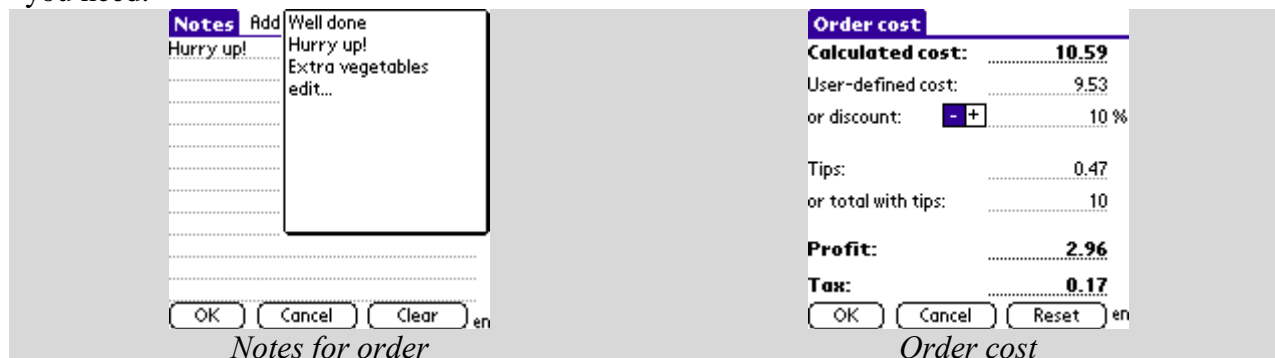 you need.
Notes Add
Well done
Hurry up!
Extra vegetables
edit...
Hurry up!
OK Cancel Clear en
Notes for order
Order cost
Calculated cost: 10.59
User-defined cost: 9.53
or discount: - + 10 %
Tips: 0.47
or total with tips: 10
Profit: 2.96
Tax: 0.17
OK Cancel Reset en
Order cost